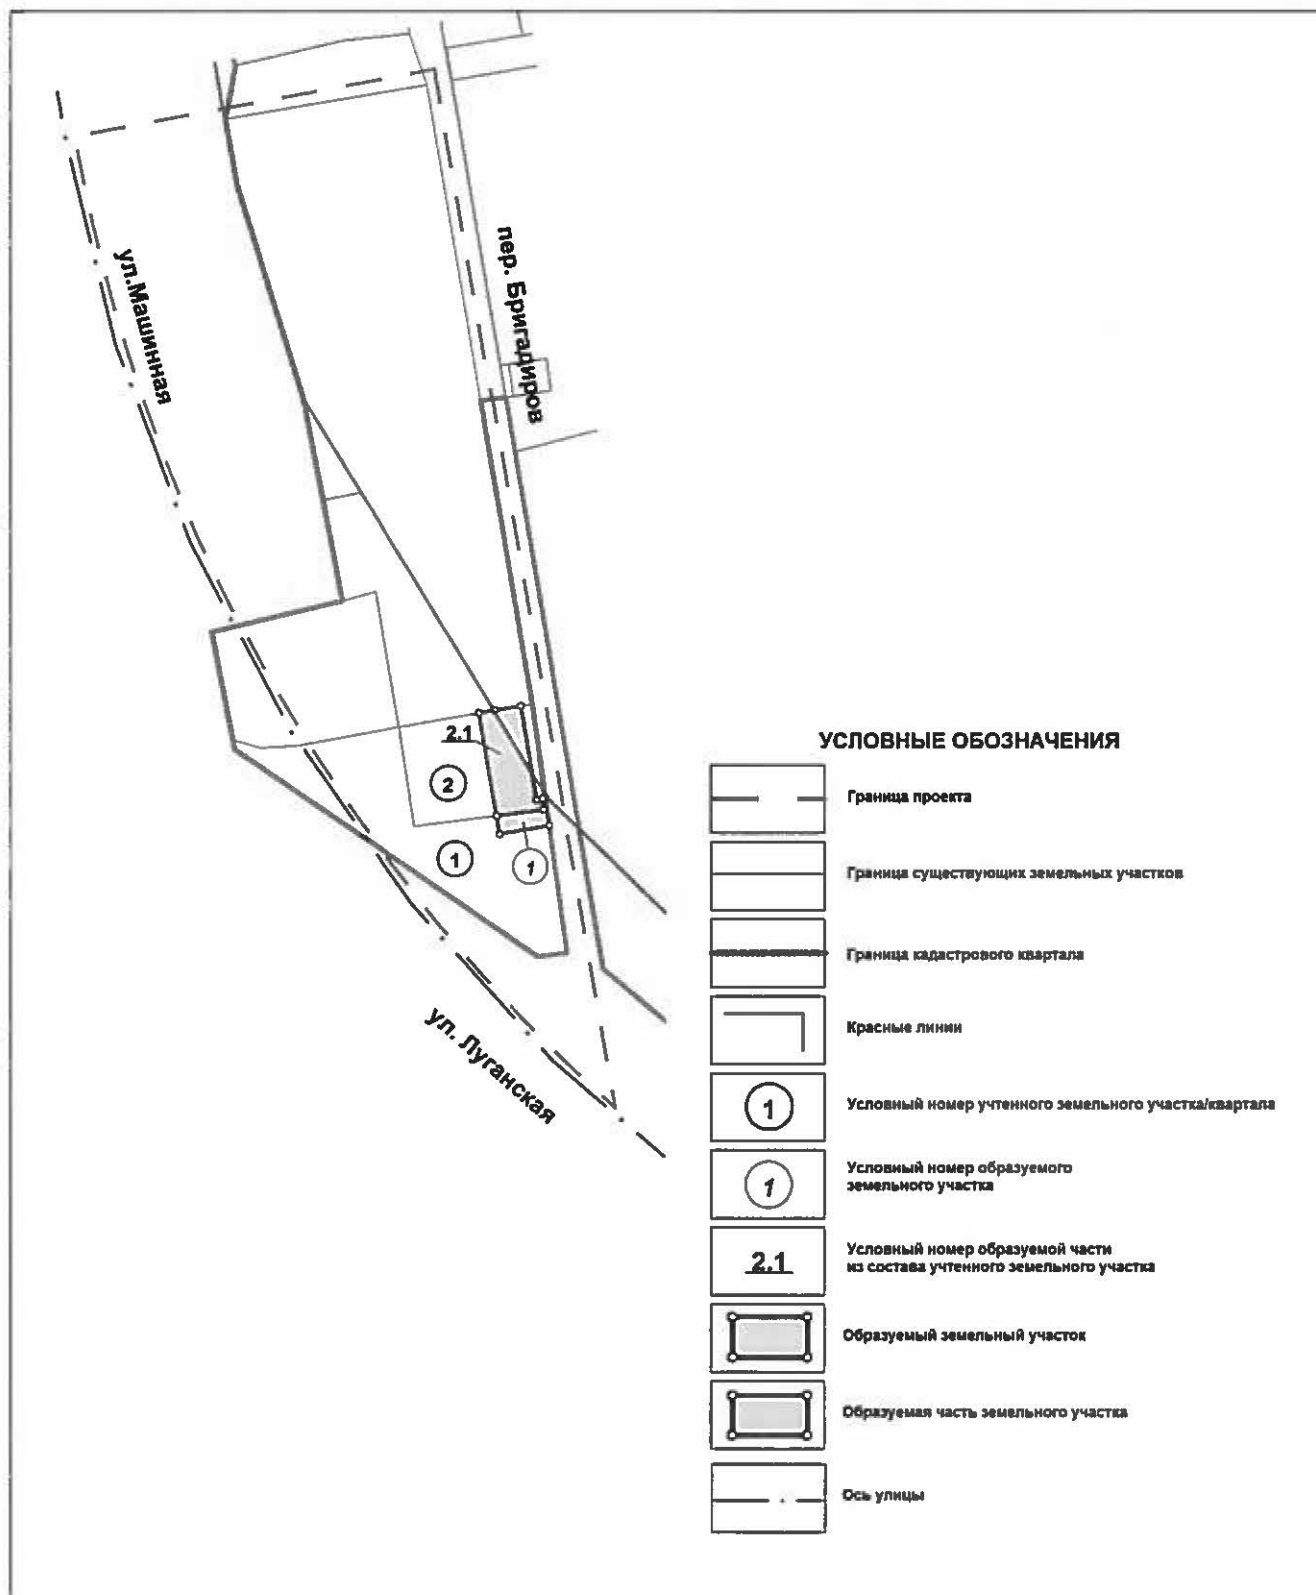 ул.Машинная
пер. Бригадиров
2.1
2
1
1
ул. Луганская
УСЛОВНЫЕ ОБОЗНАЧЕНИЯ
Граница проекта
Граница существующих земельных участков
Граница кадастрового квартала
Красные линии
1
Условный номер учтенного земельного участка/квартала
1
Условный номер образуемого
земельного участка
2.1
Условный номер образуемой части
из состава учтенного земельного участка
Образуемый земельный участок
Образуемая часть земельного участка
Ось улицы